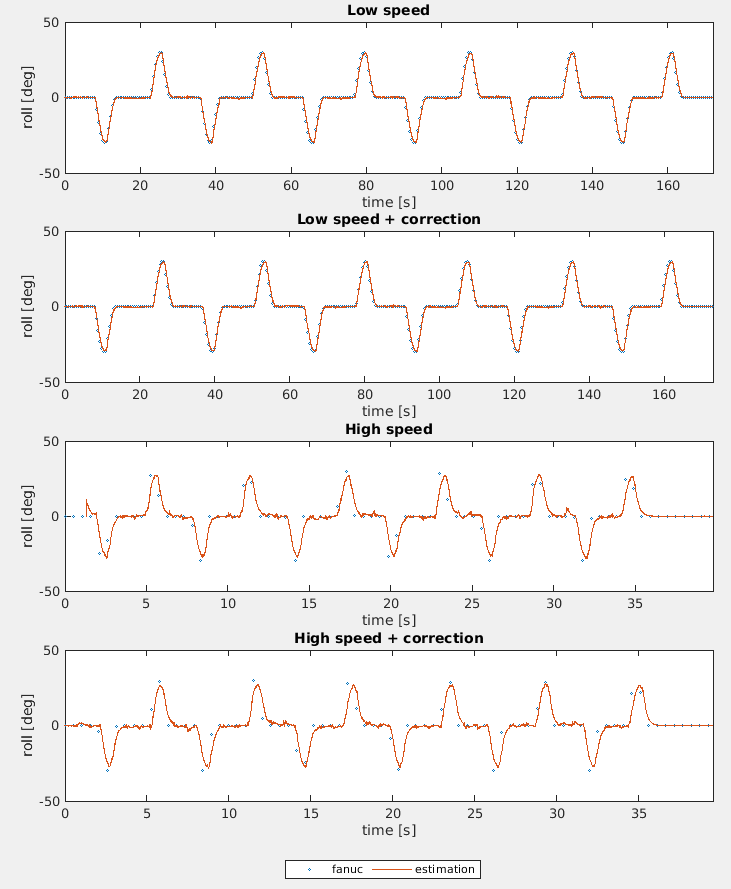 Low speed
50
0
-50
roll [deg]
0 20 40 60 80 100 120 140 160
time [s]
Low speed + correction
50
0
-50
roll [deg]
0 20 40 60 80 100 120 140 160
time [s]
High speed
50
0
-50
roll [deg]
0 5 10 15 20 25 30 35
time [s]
High speed + correction
50
0
-50
roll [deg]
0 5 10 15 20 25 30 35
time [s]
fanuc estimation